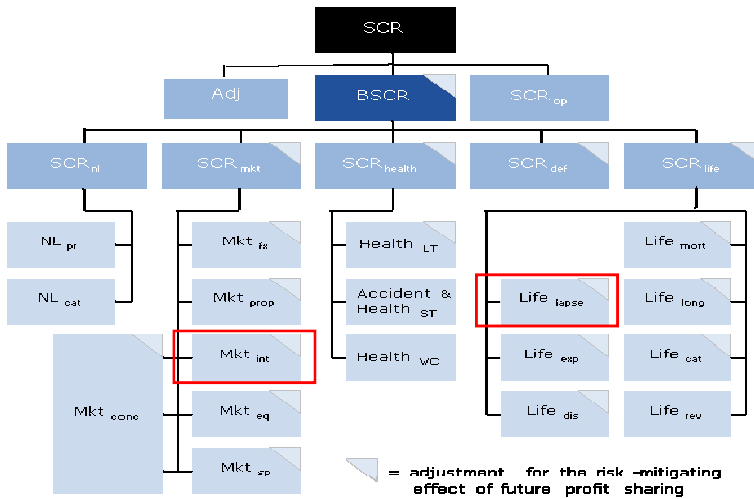 SCR
Adj
BSCR
SCR op
SCR nl
SCR mkt
SCR health
SCR def
SCR life
NL pr
Mkt fx
Health LT
Life mort
NL cat
Mkt prop
Accident &
Health ST
Life lapse
Life long
Mkt conc
Mkt int
Health WC
Life exp
Life cat
Mkt eq
Life dis
Life rev
Mkt sp
= adjustment for the risk -mitigating
effect of future profit sharing